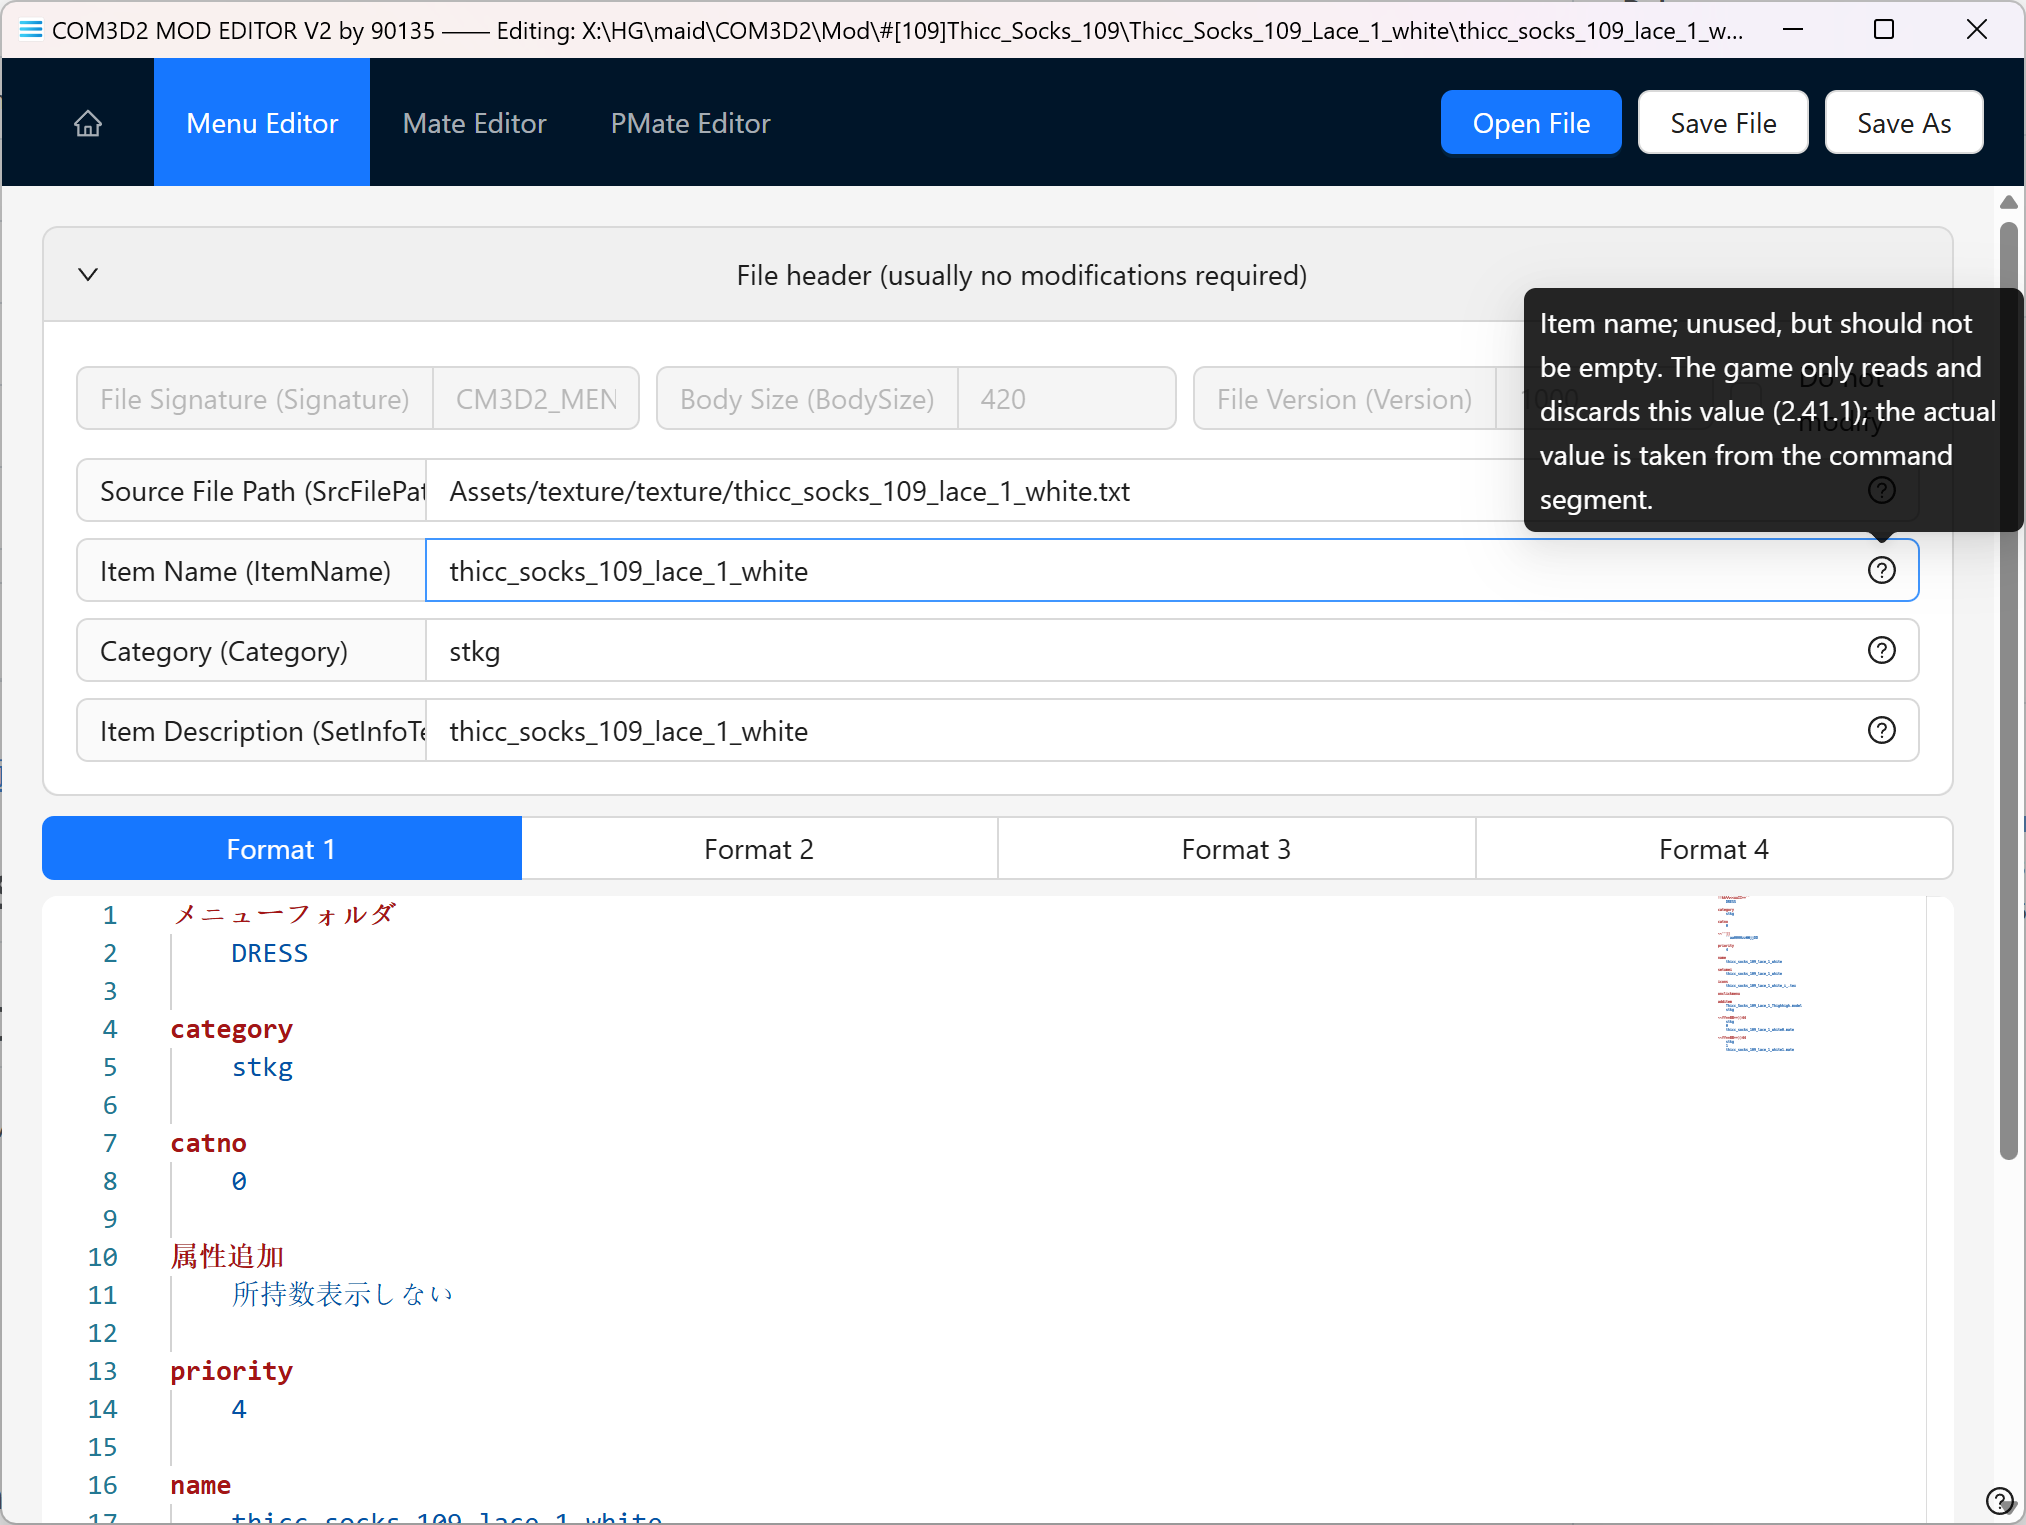 COM3D2 MOD EDITOR V2 by 90135 —— Editing: X:\HG\maid\COM3D2\Mod\#[109]Thicc_Socks_109\Thicc_Socks_109_Lace_1_white\thicc_socks_109_lace_1_w...
Menu Editor
Mate Editor
PMate Editor
Open File
Save File
Save As
File header (usually no modifications required)
Item name; unused, but should not
be empty. The game only reads and
discards this value (2.41.1); the actual
value is taken from the command
segment.
File Signature (Signature)
CM3D2_MEN
Body Size (BodySize)
420
File Version (Version)
1000
Do not
modify
Source File Path (SrcFilePat
Assets/texture/texture/thicc_socks_109_lace_1_white.txt
Item Name (ItemName)
thicc_socks_109_lace_1_white
Category (Category)
stkg
Item Description (SetInfoTe
thicc_socks_109_lace_1_white
Format 1
Format 2
Format 3
Format 4
1 メニューフォルダ
2 DRESS
3
4 category
5 stkg
6
7 catno
8 0
9
10 属性追加
11 所持数表示しない
12
13 priority
14 4
15
16 name
17 thicc_socks_109_lace_1_white